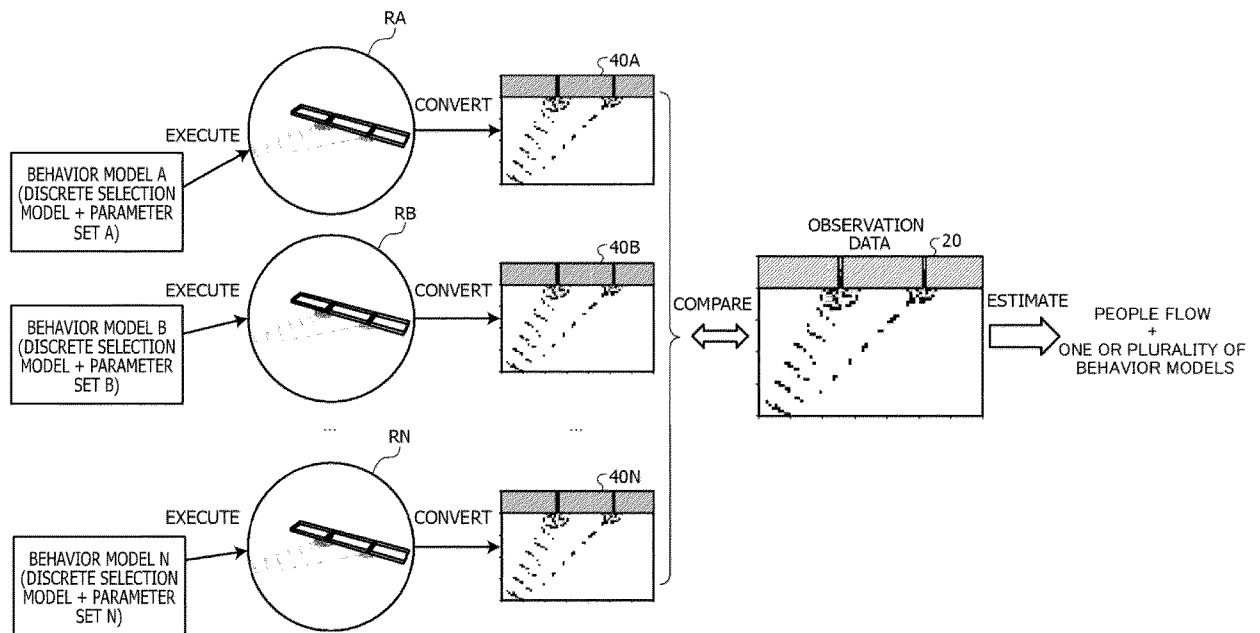 RA
EXECUTE
CONVERT
40A
BEHAVIOR MODEL A
(DISCRETE SELECTION
MODEL + PARAMETER
SET A)
RB
EXECUTE
CONVERT
40B
BEHAVIOR MODEL B
(DISCRETE SELECTION
MODEL + PARAMETER
SET B)
...
...
RN
EXECUTE
CONVERT
40N
BEHAVIOR MODEL N
(DISCRETE SELECTION
MODEL + PARAMETER
SET N)
COMPARE
OBSERVATION
DATA
20
ESTIMATE
PEOPLE FLOW
+
ONE OR PLURALITY OF
BEHAVIOR MODELS